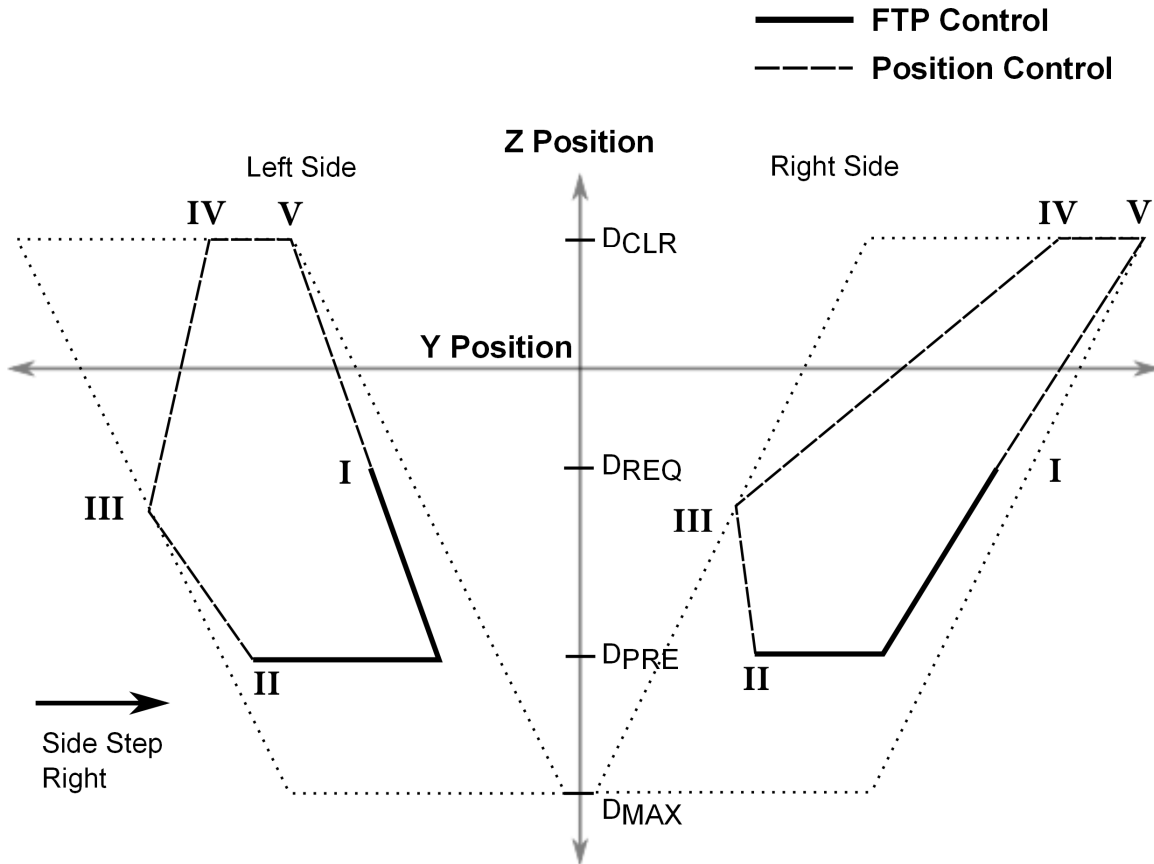 FTP Control
Position Control
Z Position
Left Side
Right Side
IV V
IV V
DCLR
Y Position
I
DREQ
I
III
III
DPRE
II
II
Side Step
Right
DMAX